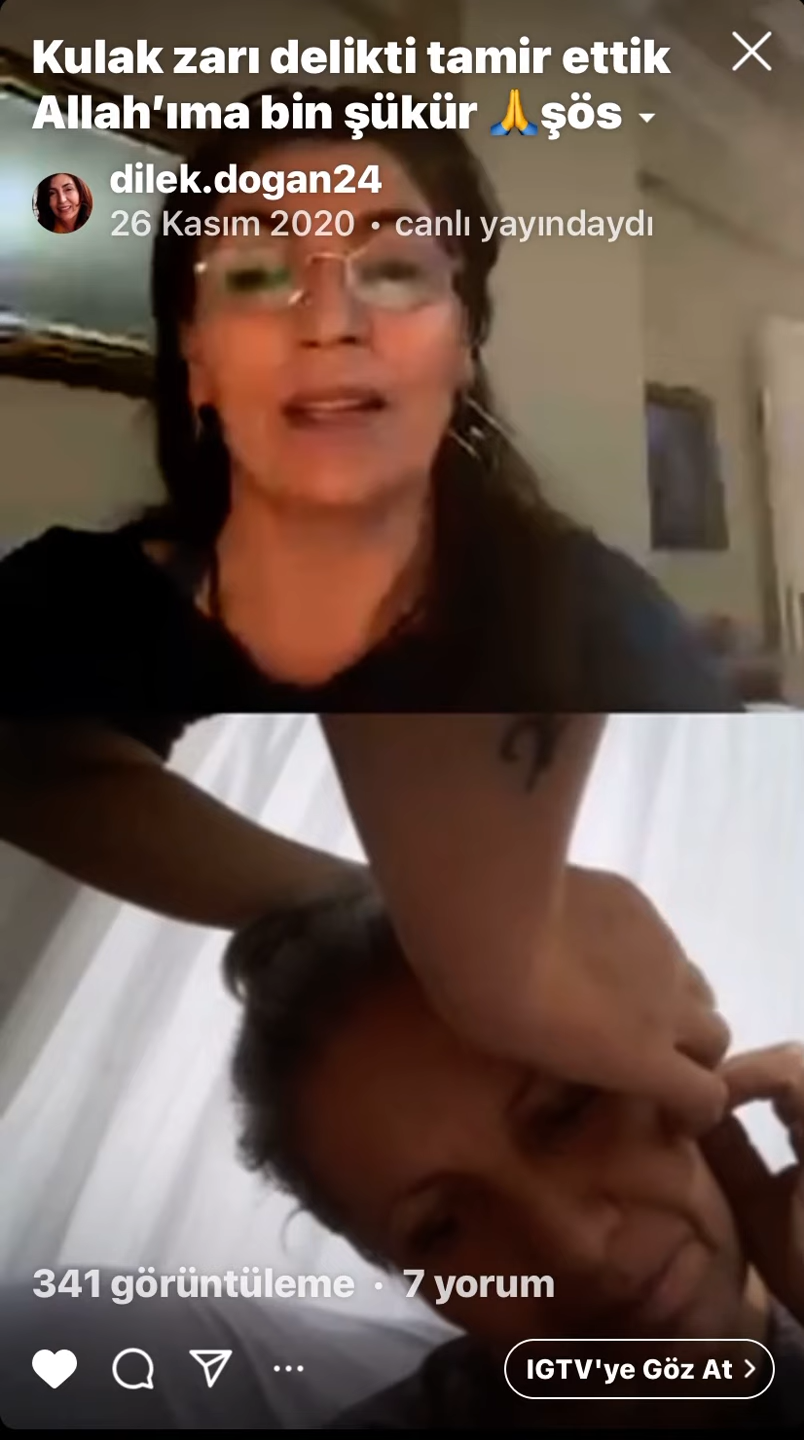 Kulak zarı delikti tamir ettik
Allah’ıma bin şükür 🙏şös
dilek.dogan24
26 Kasım 2020 • canlı yayındaydı
341 görüntüleme • 7 yorum
IGTV'ye Göz At